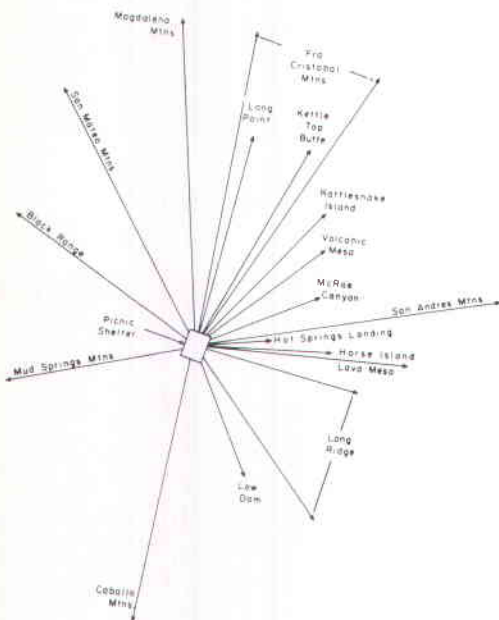 Magdalena
Mtns.
Fra
Cristobal
Mtns
San Mateo Mtns.
Long
Point
Kettle
Top
Butte
Rattlesnake
Island
Black Range
Volcanic
Mesa
McRae
Canyon
San Andres Mtns
Picnic
Shelter
Hot Springs Landing
Horse Island
Mud Springs Mtns
Lava Mesa
Long
Ridge
Low
Dam
Caballo
Mtns.